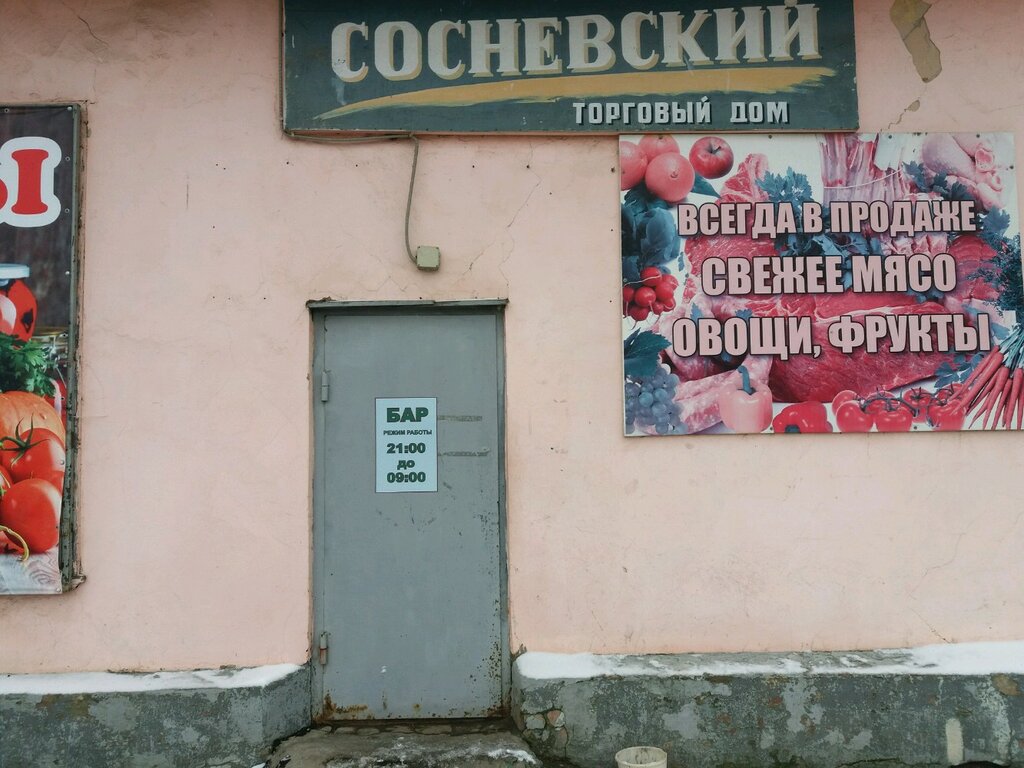 СОСНЕВСКИЙ
ТОРГОВЫЙ ДОМ
Ы
ВСЕГДА В ПРОДАЖЕ
СВЕЖЕЕ МЯСО
ОВОЩИ, ФРУКТЫ
БАР
РЕЖИМ РАБОТЫ
21:00
до
09:00